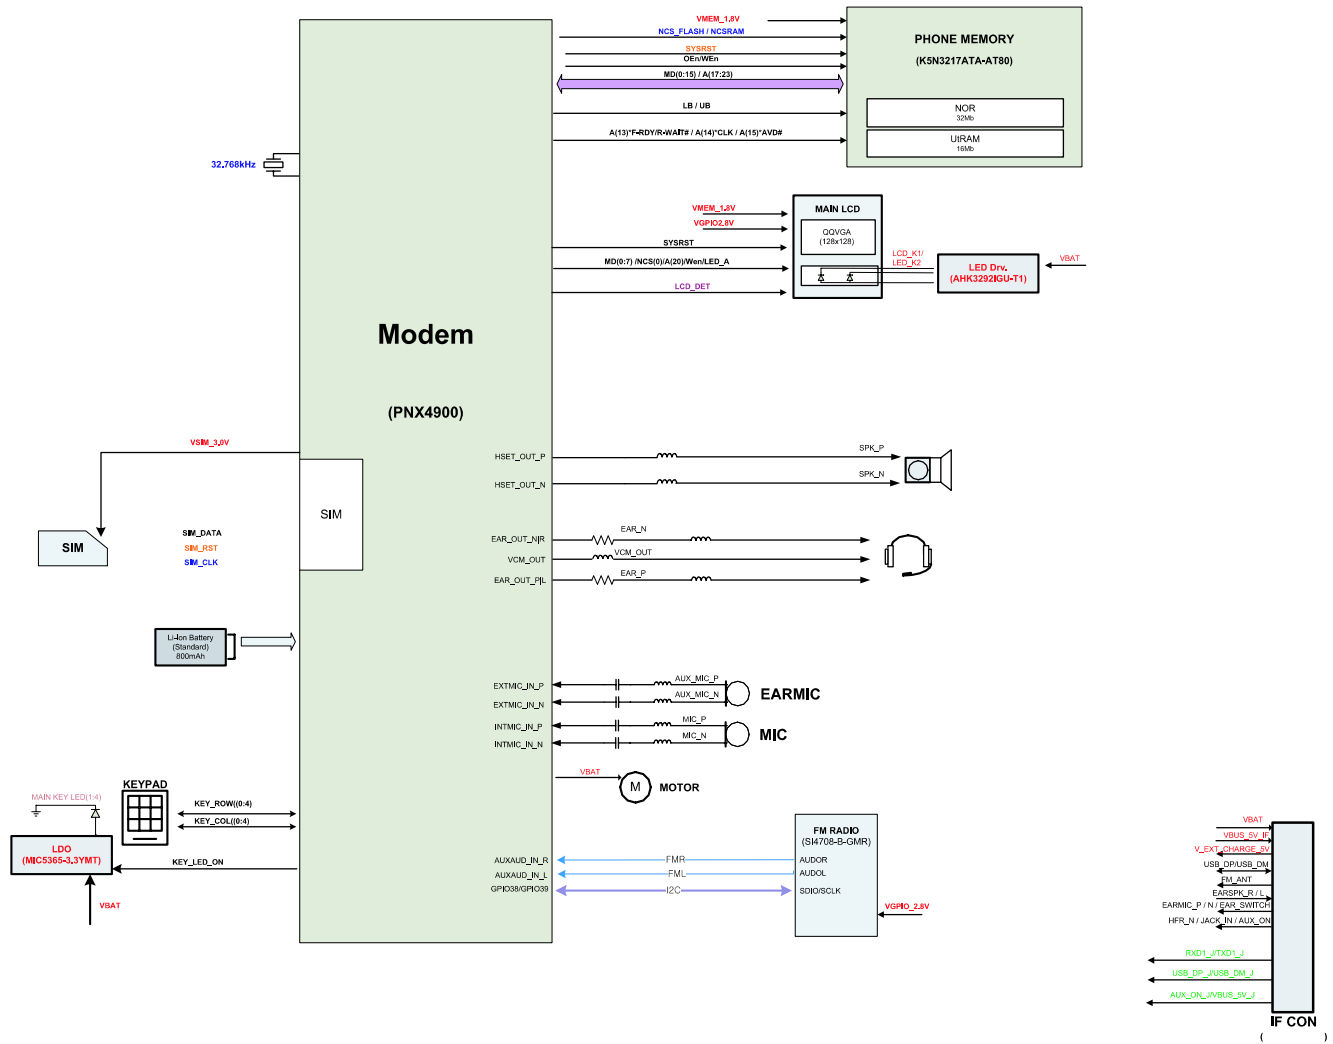 VMEM_1.8V
NCS_FLASH / NCSRAM
SYSRST
OEn/WEn
MD(0:15) / A(17:23)
LB / UB
A(13)*F-RDY/R-WAIT# / A(14)*CLK / A(15)*AVD#
PHONE MEMORY
(K5N3217ATA-AT80)
NOR
32Mb
UtRAM
16Mb
32.768kHz
VMEM_1.8V
VGPIO2.8V
SYSRST
MD(0:7) /NCS(0)/A(20)/Wen/LED_A
LCD_DET
MAIN LCD
QQVGA
(128x128)
LCD_K1/
LED_K2
LED Drv.
(AHK3292IGU-T1)
VBAT
Modem
(PNX4900)
VSIM_3.0V
SIM
SIM
SIM_DATA
SIM_RST
SIM_CLK
HSET_OUT_P
SPK_P
HSET_OUT_N
SPK_N
EAR_OUT_N|R
EAR_N
VCM_OUT
VCM_OUT
EAR_OUT_P|L
EAR_P
Li-Ion Battery
(Standard)
800mAh
EXTMIC_IN_P
AUX_MIC_P
EXTMIC_IN_N
AUX_MIC_N
EARMIC
INTMIC_IN_P
MIC_P
INTMIC_IN_N
MIC_N
MIC
VBAT
M
MOTOR
KEYPAD
MAIN KEY LED(1:4)
KEY_ROW((0:4)
KEY_COL((0:4)
LDO
(MIC5365-3.3YMT)
KEY_LED_ON
VBAT
AUXAUD_IN_R
AUXAUD_IN_L
GPIO38/GPIO39
FMR
FML
I2C
FM RADIO
(SI4708-B-GMR)
AUDOR
AUDOL
SDIO/SCLK
VGPIO_2.8V
VBAT
VBUS_5V_IF
V_EXT_CHARGE_5V
USB_DP/USB_DM
FM_ANT
EARSPK_R / L
EARMIC_P / N / EAR_SWITCH
HFR_N / JACK_IN / AUX_ON
RXD1_J/TXD1_J
USB_DP_J/USB_DM_J
AUX_ON_J/VBUS_5V_J
IF CON
( )